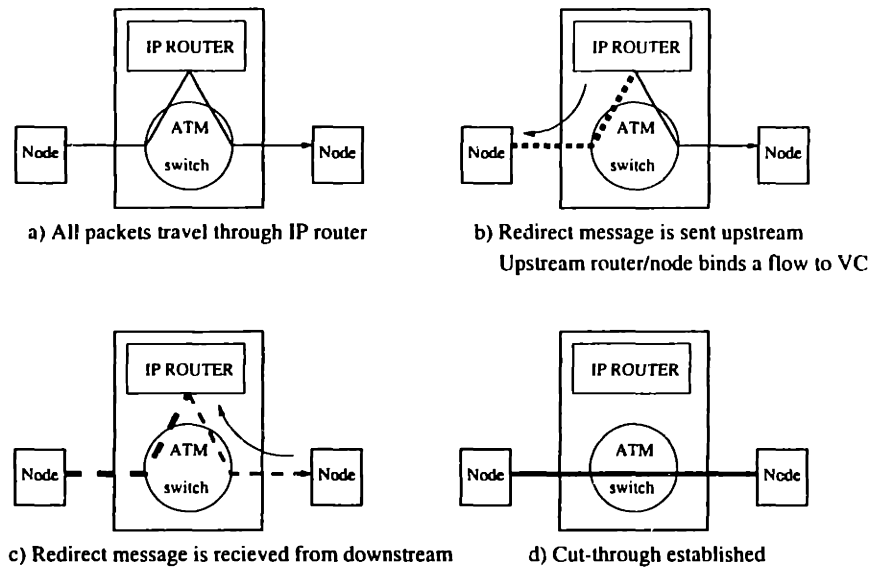 IP ROUTER
ATM
switch
Node
Node
a) All packets travel through IP router
IP ROUTER
ATM
switch
Node
Node
b) Redirect message is sent upstream
Upstream router/node binds a flow to VC
IP ROUTER
ATM
switch
Node
Node
c) Redirect message is recieved from downstream
IP ROUTER
ATM
switch
Node
Node
d) Cut-through established